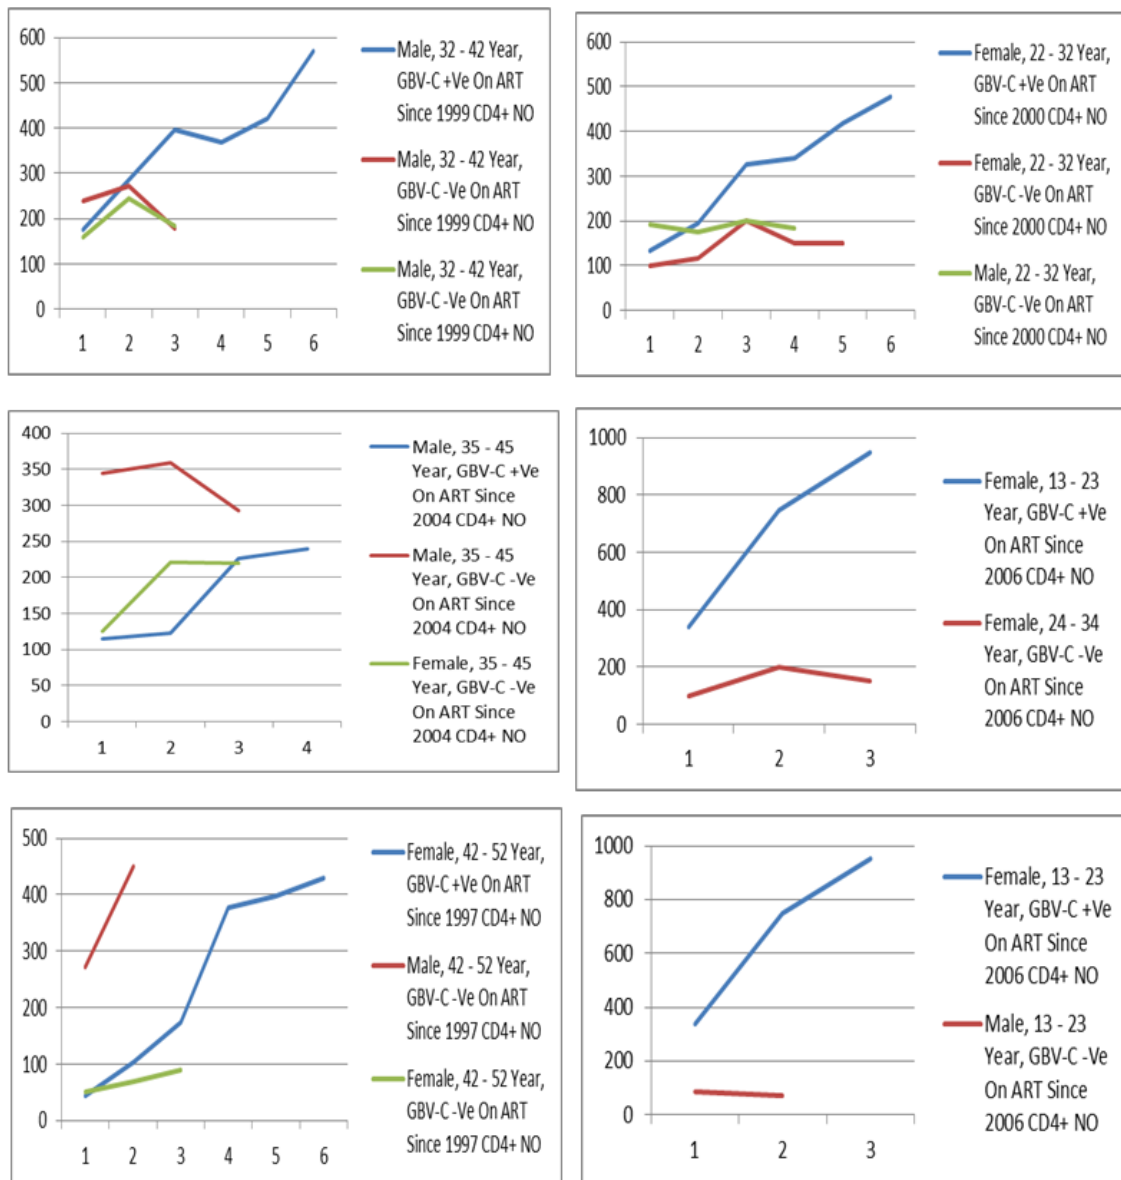 600
500
400
300
200
100
0
1 2 3 4 5 6
Male, 32 - 42 Year,
GBV-C +Ve On ART
Since 1999 CD4+ NO
Male, 32 - 42 Year,
GBV-C -Ve On ART
Since 1999 CD4+ NO
Male, 32 - 42 Year,
GBV-C -Ve On ART
Since 1999 CD4+ NO
600
500
400
300
200
100
0
1 2 3 4 5 6
Female, 22 - 32 Year,
GBV-C +Ve On ART
Since 2000 CD4+ NO
Female, 22 - 32 Year,
GBV-C -Ve On ART
Since 2000 CD4+ NO
Male, 22 - 32 Year,
GBV-C -Ve On ART
Since 2000 CD4+ NO
400
350
300
250
200
150
100
50
0
1 2 3 4
Male, 35 - 45
Year, GBV-C +Ve
On ART Since
2004 CD4+ NO
Male, 35 - 45
Year, GBV-C -Ve
On ART Since
2004 CD4+ NO
Female, 35 - 45
Year, GBV-C -Ve
On ART Since
2004 CD4+ NO
1000
800
600
400
200
0
1 2 3
Female, 13 - 23
Year, GBV-C +Ve
On ART Since
2006 CD4+ NO
Female, 24 - 34
Year, GBV-C -Ve
On ART Since
2006 CD4+ NO
500
400
300
200
100
0
1 2 3 4 5 6
Female, 42 - 52 Year,
GBV-C +Ve On ART
Since 1997 CD4+ NO
Male, 42 - 52 Year,
GBV-C -Ve On ART
Since 1997 CD4+ NO
Female, 42 - 52 Year,
GBV-C -Ve On ART
Since 1997 CD4+ NO
1000
800
600
400
200
0
1 2 3
Female, 13 - 23
Year, GBV-C +Ve
On ART Since
2006 CD4+ NO
Male, 13 - 23
Year, GBV-C -Ve
On ART Since
2006 CD4+ NO